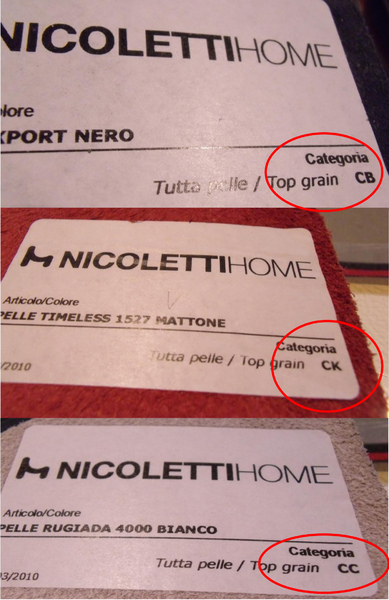 NICOLETTIHOME
olore
XPORT NERO
Categoria
Tutta pelle / Top grain CB
NICOLETTIHOME
Articolo/Colore
PELLE TIMELESS 1527 MATTONE
Categoria
Tutta pelle / Top grain CK
/2010
NICOLETTIHOME
Articolo/Colore
PELLE RUGIADA 4000 BIANCO
Categoria
Tutta pelle / Top grain CC
03/2010